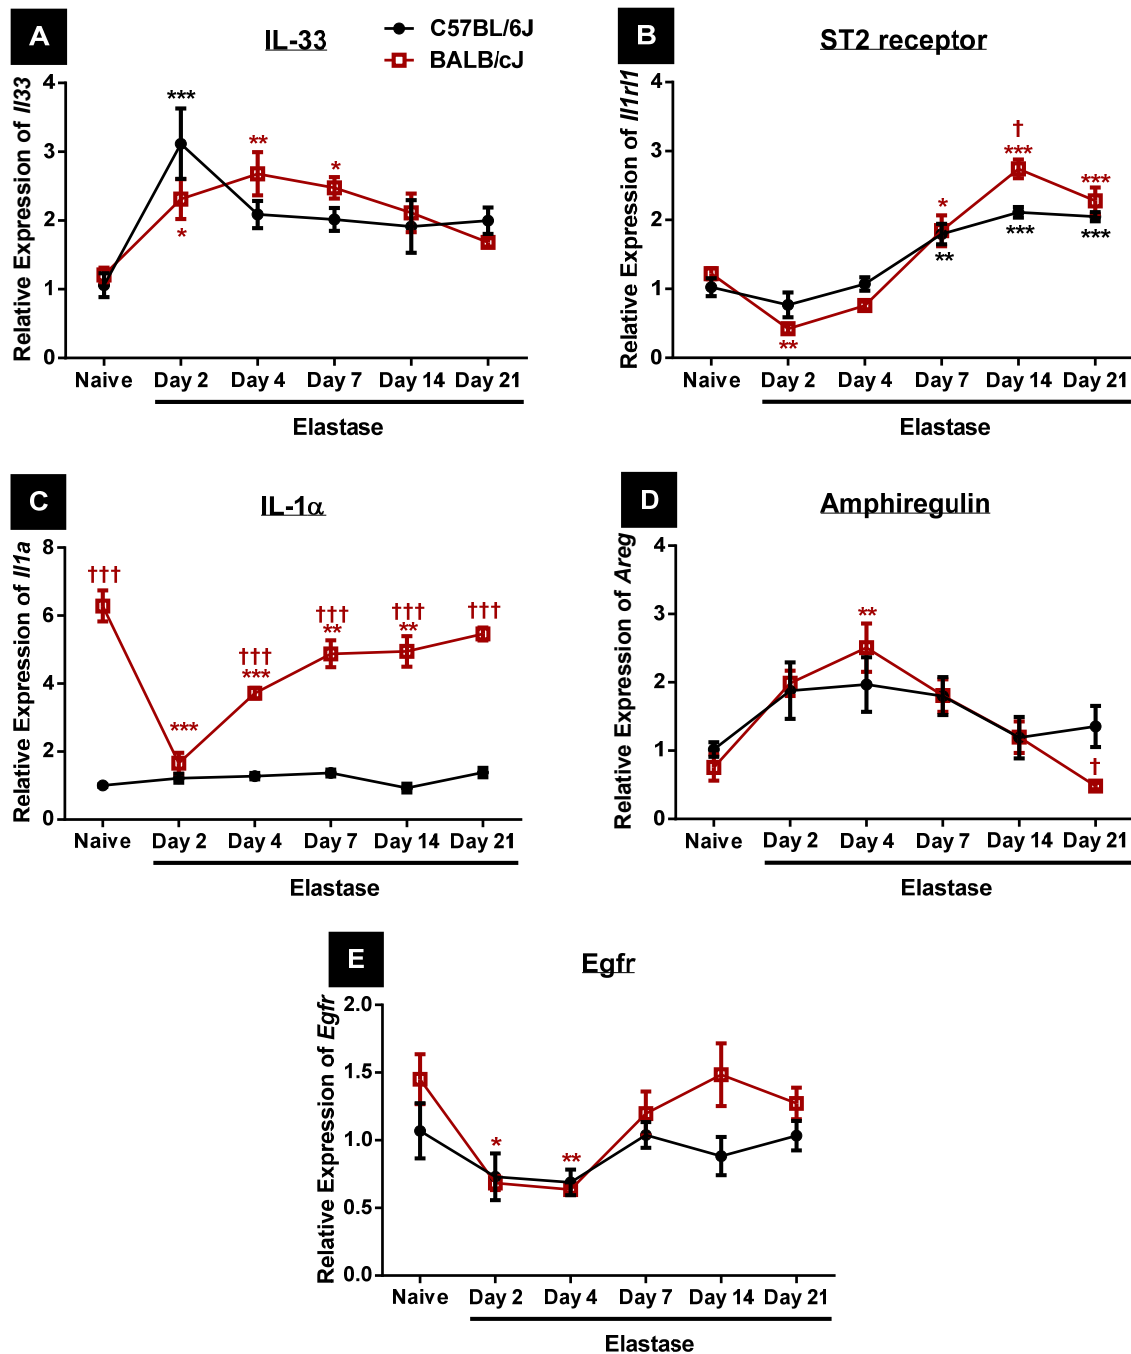 A
IL-33
C57BL/6J
BALB/cJ
Relative Expression of Il33
4
3
2
1
0
***
*
**
*
Naive Day 2 Day 4 Day 7 Day 14 Day 21
Elastase
B
ST2 receptor
Relative Expression of Il1rl1
4
3
2
1
0
**
*
**
†
***
***
***
***
Naive Day 2 Day 4 Day 7 Day 14 Day 21
Elastase
C
IL-1α
Relative Expression of Il1a
8
6
4
2
0
†††
***
†††
***
†††
**
†††
**
†††
Naive Day 2 Day 4 Day 7 Day 14 Day 21
Elastase
D
Amphiregulin
Relative Expression of Areg
4
3
2
1
0
**
†
Naive Day 2 Day 4 Day 7 Day 14 Day 21
Elastase
E
Egfr
Relative Expression of Egfr
2.0
1.5
1.0
0.5
0.0
*
**
Naive Day 2 Day 4 Day 7 Day 14 Day 21
Elastase